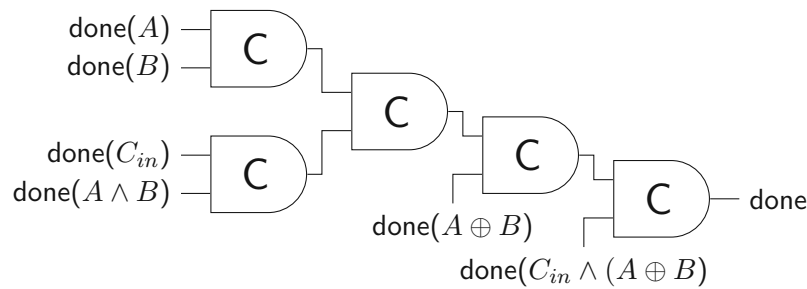 done(A)
C
done(B)
C
done(C_in)
C
C
done(A ∧ B)
C
done
done(A ⊕ B)
done(C_in ∧ (A ⊕ B)